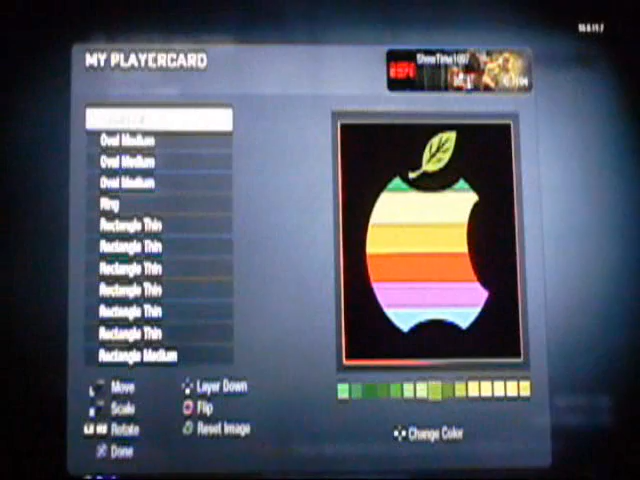 MY PLAYERCARD
ESPN
Oval Medium
Oval Medium
Oval Medium
Ring
Rectangle Thin
Rectangle Thin
Rectangle Thin
Rectangle Thin
Rectangle Thin
Rectangle Thin
Rectangle Medium
Move
Layer Down
Scale
Flip
Rotate
Reset Image
Done
Change Color